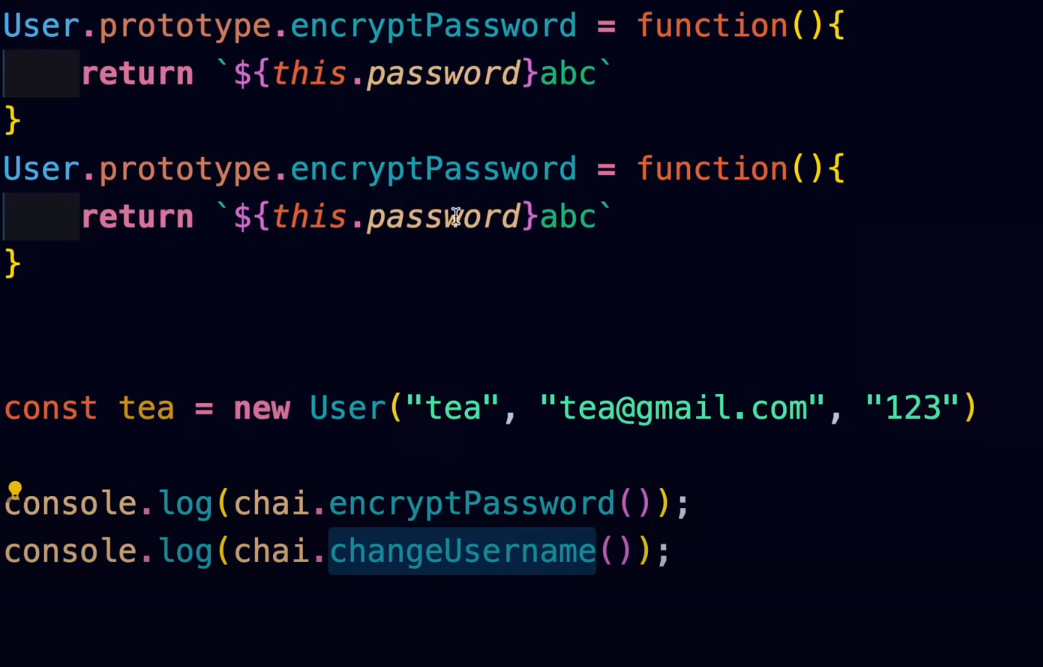 User.prototype.encryptPassword = function(){
    return `${this.password}abc`
}
User.prototype.encryptPassword = function(){
    return `${this.password}abc`
}
const tea = new User("tea", "tea@gmail.com", "123")
console.log(chai.encryptPassword());
console.log(chai.changeUsername());